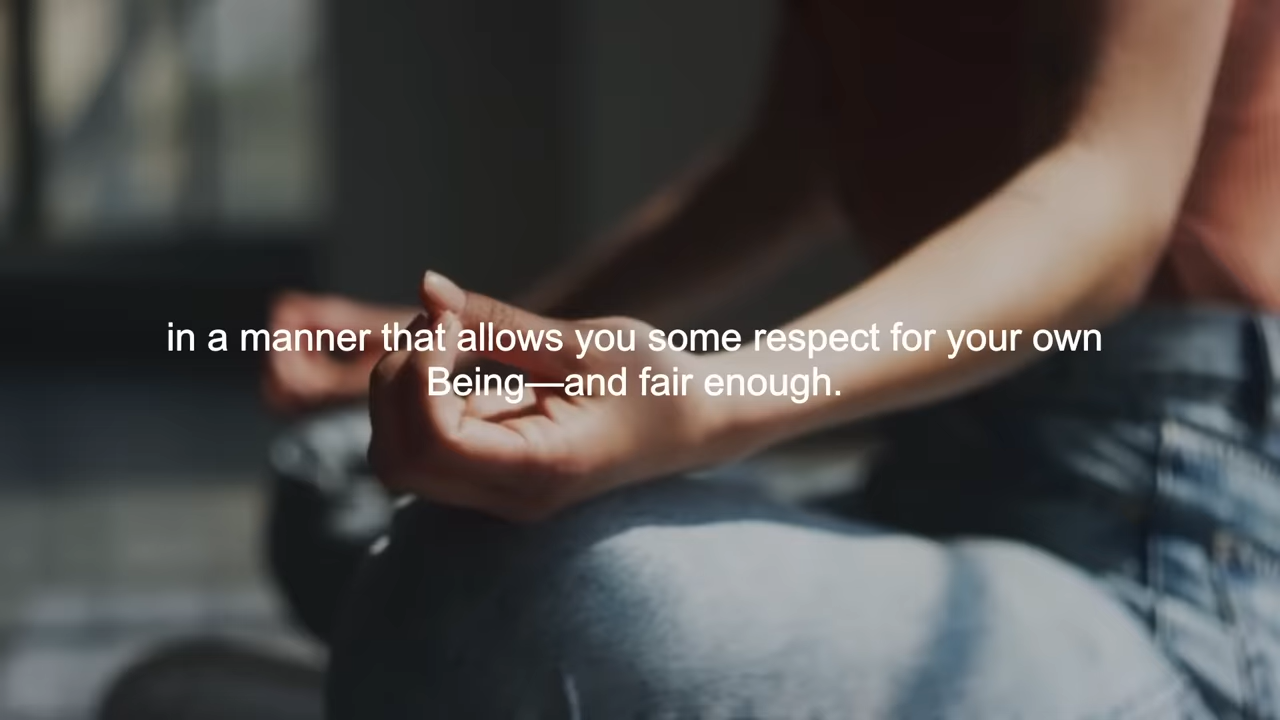 in a manner that allows you some respect for your own
Being—and fair enough.